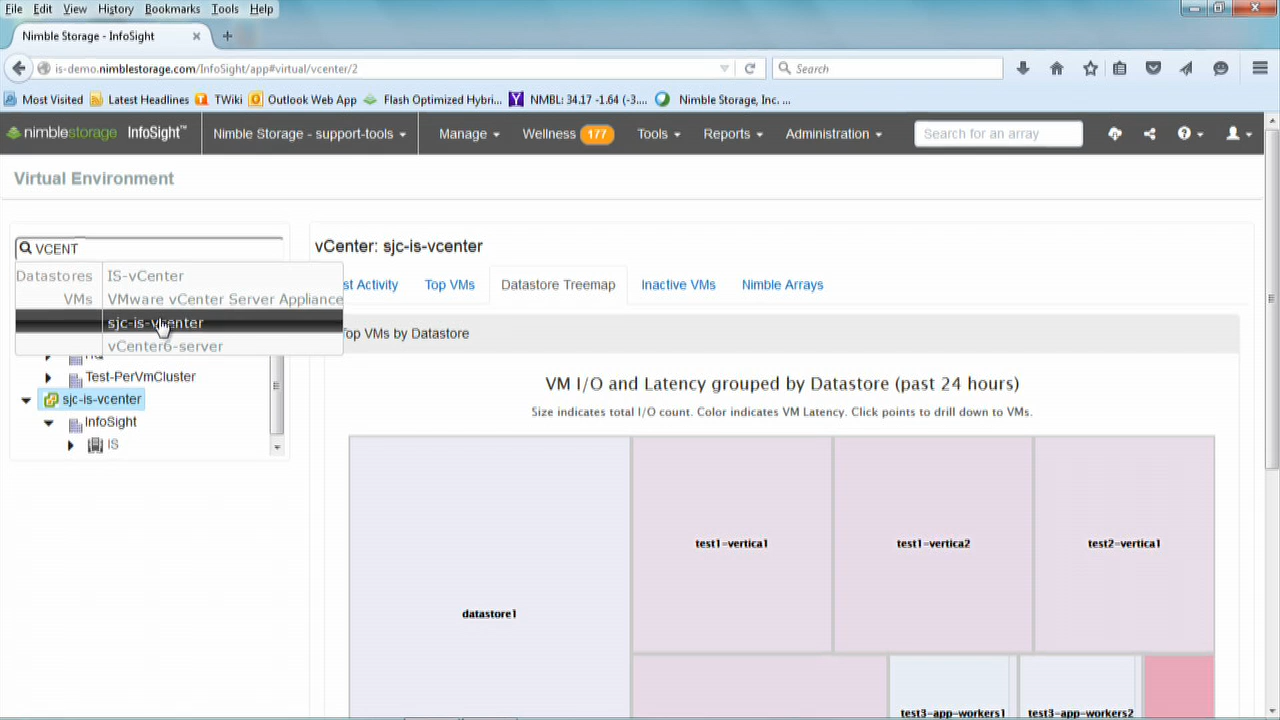 File Edit View History Bookmarks Tools Help
Nimble Storage - InfoSight
is-demo.nimblestorage.com/InfoSight/app#virtual/vcenter/2
Search
Most Visited Latest Headlines TWiki Outlook Web App Flash Optimized Hybri... NMBL: 34.17 -1.64 (-3.... Nimble Storage, Inc. ...
nimblestorage InfoSight™ Nimble Storage - support-tools Manage Wellness 177 Tools Reports Administration Search for an array
Virtual Environment
VCENT
Datastores IS-vCenter
VMs VMware vCenter Server Appliance
sjc-is-vcenter
vCenter6-server
Test-PerVmCluster
sjc-is-vcenter
InfoSight
IS
vCenter: sjc-is-vcenter
st Activity Top VMs Datastore Treemap Inactive VMs Nimble Arrays
Top VMs by Datastore
VM I/O and Latency grouped by Datastore (past 24 hours)
Size indicates total I/O count. Color indicates VM Latency. Click points to drill down to VMs.
test1-vertica1 test1-vertica2 test2-vertica1
datastore1
test3-app-workers1 test3-app-workers2